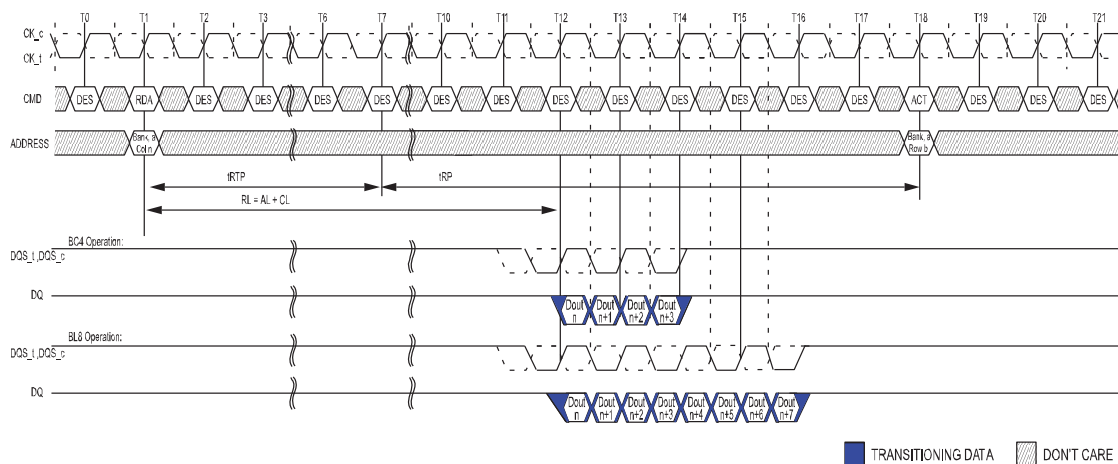 T0 T1 T2 T3 T6 T7 T10 T11 T12 T13 T14 T15 T16 T17 T18 T19 T20 T21
CK_c
CK_t
CMD DES RDA DES DES DES DES DES DES DES DES DES DES DES DES ACT DES DES DES
ADDRESS Bank, a Col n Bank, a Row b
tRTP tRP
RL = AL + CL
BC4 Operation:
DQS_t ,DQS_c
DQ Dout n Dout n+1 Dout n+2 Dout n+3
BL8 Operation:
DQS_t ,DQS_c
DQ Dout n Dout n+1 Dout n+2 Dout n+3 Dout n+4 Dout n+5 Dout n+6 Dout n+7
TRANSITIONING DATA DON'T CARE